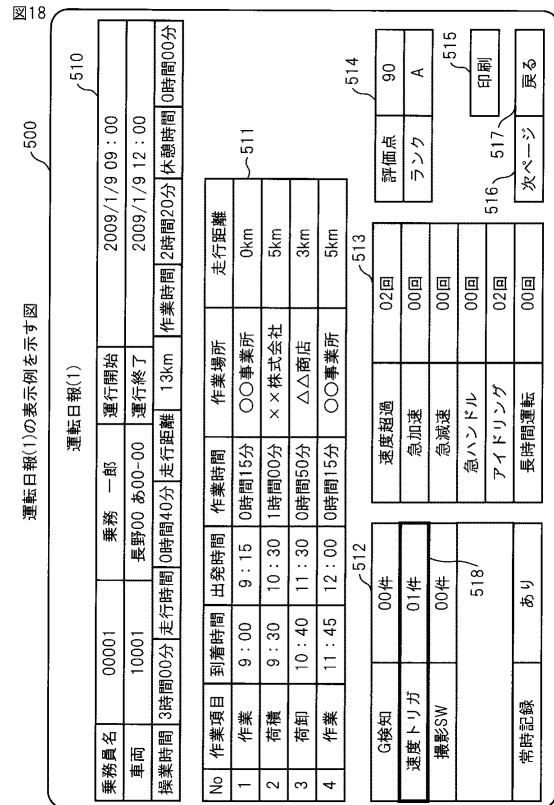 図18
運転日報(1)の表示例を示す図
500
運転日報(1)
510
乗務員名 00001 乗務 一郎 運行開始 2009/1/9 09:00
車両 10001 長野00 あ00-00 運行終了 2009/1/9 12:00
操業時間 3時間00分 走行時間 0時間40分 走行距離 13km 作業時間 2時間20分 休憩時間 0時間00分
511
No 作業項目 到着時間 出発時間 作業時間 作業場所 走行距離
1 作業 9:00 9:15 0時間15分 〇〇事業所 0km
2 荷積 9:30 10:30 1時間00分 ××株式会社 5km
3 荷卸 10:40 11:30 0時間50分 △△商店 3km
4 作業 11:45 12:00 0時間15分 〇〇事業所 5km
512
G検知 00件
速度トリガ 01件
撮影SW 00件
518
常時記録 あり
513
速度超過 02回
急加速 00回
急減速 00回
急ハンドル 00回
アイドリング 02回
長時間運転 00回
514
評価点 90
ランク A
515
印刷
516
517
次ページ 戻る